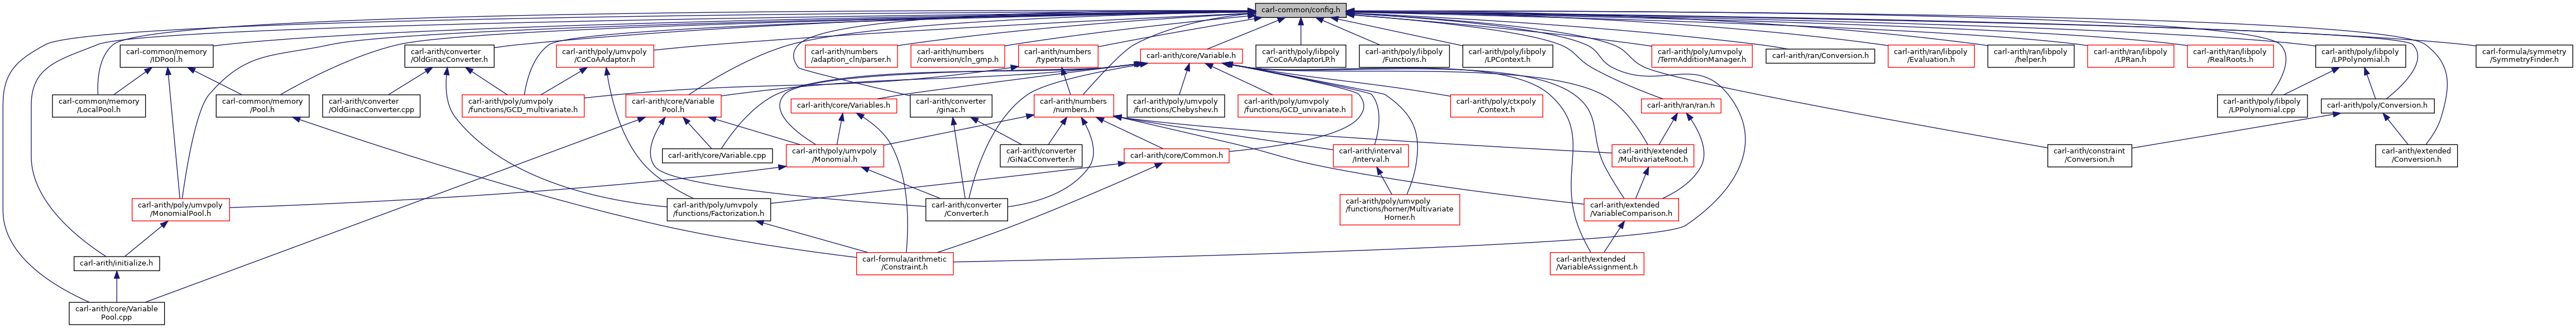 carl-common/config.h
carl-common/memory
/IDPool.h
carl-arith/converter
/OldGinacConverter.h
carl-arith/poly/umvpoly
/CoCoAAdaptor.h
carl-arith/numbers
/adaption_cln/parser.h
carl-arith/numbers
/conversion/cln_gmp.h
carl-arith/numbers
/typetraits.h
carl-arith/core/Variable.h
carl-arith/poly/libpoly
/CoCoAAdaptorLP.h
carl-arith/poly/libpoly
/Functions.h
carl-arith/poly/libpoly
/LPContext.h
carl-arith/poly/umvpoly
/TermAdditionManager.h
carl-arith/ran/Conversion.h
carl-arith/ran/libpoly
/Evaluation.h
carl-arith/ran/libpoly
/helper.h
carl-arith/ran/libpoly
/LPRan.h
carl-arith/ran/libpoly
/RealRoots.h
carl-arith/poly/libpoly
/LPPolynomial.h
carl-formula/symmetry
/SymmetryFinder.h
carl-common/memory
/LocalPool.h
carl-common/memory
/Pool.h
carl-arith/converter
/OldGinacConverter.cpp
carl-arith/poly/umvpoly
/functions/GCD_multivariate.h
carl-arith/core/Variable
Pool.h
carl-arith/core/Variables.h
carl-arith/converter
/ginac.h
carl-arith/numbers
/numbers.h
carl-arith/poly/umvpoly
/functions/Chebyshev.h
carl-arith/poly/umvpoly
/functions/GCD_univariate.h
carl-arith/poly/ctxpoly
/Context.h
carl-arith/ran/ran.h
carl-arith/poly/libpoly
/LPPolynomial.cpp
carl-arith/poly/Conversion.h
carl-arith/core/Variable.cpp
carl-arith/poly/umvpoly
/Monomial.h
carl-arith/converter
/GiNaCConverter.h
carl-arith/core/Common.h
carl-arith/interval
/Interval.h
carl-arith/extended
/MultivariateRoot.h
carl-arith/constraint
/Conversion.h
carl-arith/extended
/Conversion.h
carl-arith/poly/umvpoly
/MonomialPool.h
carl-arith/poly/umvpoly
/functions/Factorization.h
carl-arith/converter
/Converter.h
carl-arith/poly/umvpoly
/functions/horner/Multivariate
Horner.h
carl-arith/extended
/VariableComparison.h
carl-arith/initialize.h
carl-formula/arithmetic
/Constraint.h
carl-arith/extended
/VariableAssignment.h
carl-arith/core/Variable
Pool.cpp